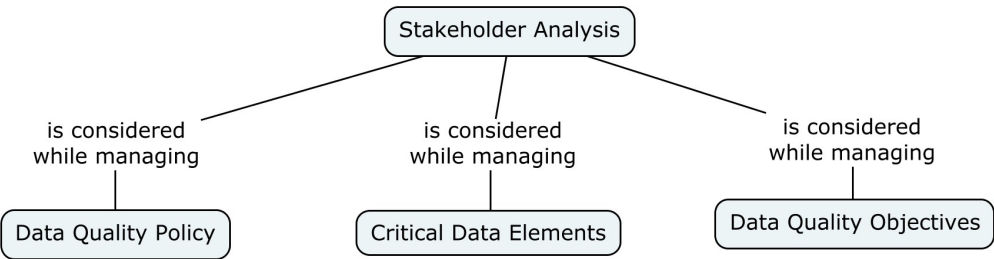 Stakeholder Analysis
is considered
while managing
is considered
while managing
is considered
while managing
Data Quality Policy
Critical Data Elements
Data Quality Objectives